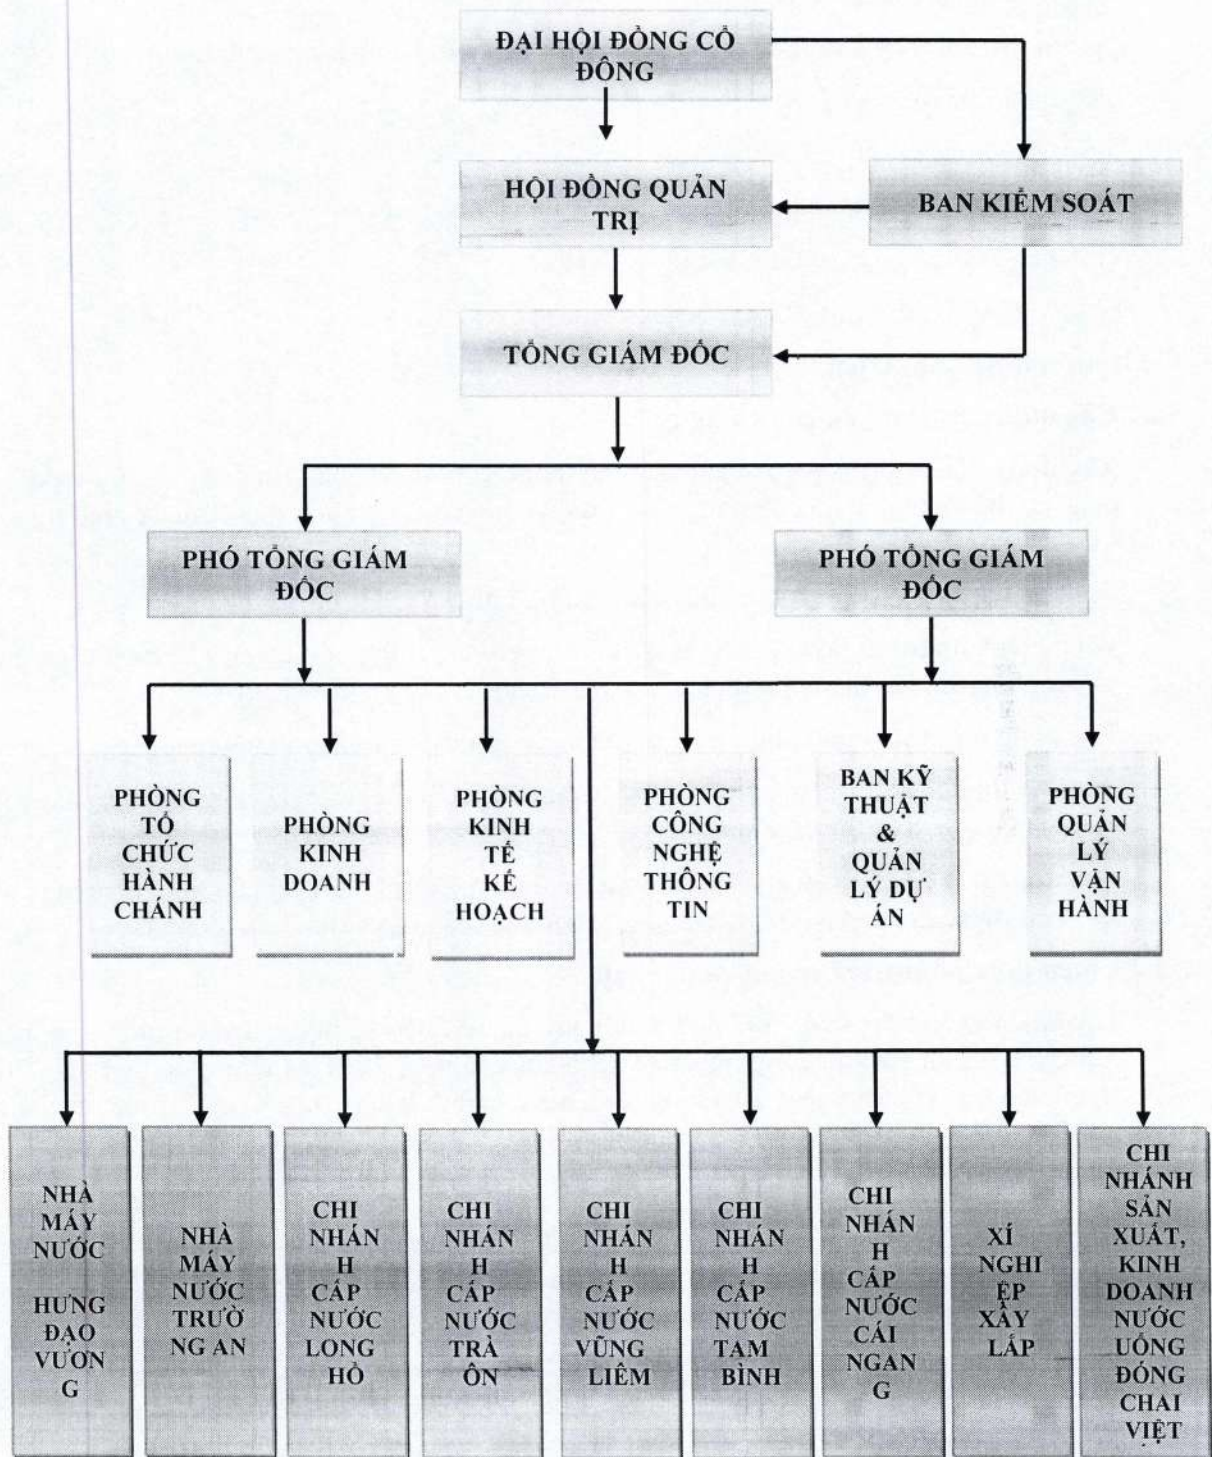 ĐẠI HỘI ĐỒNG CỔ
ĐÔNG
HỘI ĐỒNG QUẢN
TRỊ
BAN KIỂM SOÁT
TỔNG GIÁM ĐỐC
PHÓ TỔNG GIÁM
ĐỐC
PHÓ TỔNG GIÁM
ĐỐC
PHÒNG
TỔ
CHỨC
HÀNH
CHÁNH
PHÒNG
KINH
DOANH
PHÒNG
KINH
TẾ
KẾ
HOẠCH
PHÒNG
CÔNG
NGHỆ
THÔNG
TIN
BAN KỸ
THUẬT
&
QUẢN
LÝ DỰ
ÁN
PHÒNG
QUẢN
LÝ
VẬN
HÀNH
NHÀ
MÁY
NƯỚC
HƯNG
ĐẠO
VƯƠN
G
NHÀ
MÁY
NƯỚC
TRƯỜ
NG AN
CHI
NHÁN
H
CẤP
NƯỚC
LONG
HỒ
CHI
NHÁN
H
CẤP
NƯỚC
TRÀ
ÔN
CHI
NHÁN
H
CẤP
NƯỚC
VŨNG
LIÊM
CHI
NHÁN
H
CẤP
NƯỚC
TAM
BÌNH
CHI
NHÁN
H
CẤP
NƯỚC
CÁI
NGAN
G
XÍ
NGHI
ỆP
XÂY
LẮP
CHI
NHÁNH
SẢN
XUẤT,
KINH
DOANH
NƯỚC
UỐNG
ĐÓNG
CHAI
VIỆT